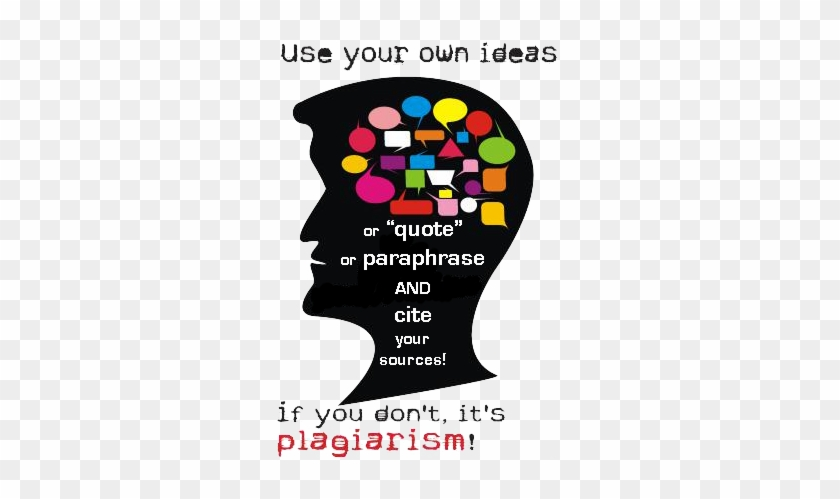 Use your own ideas
or “quote”
or paraphrase
AND
cite
your
sources!
if you don't, it's
plagiarism!